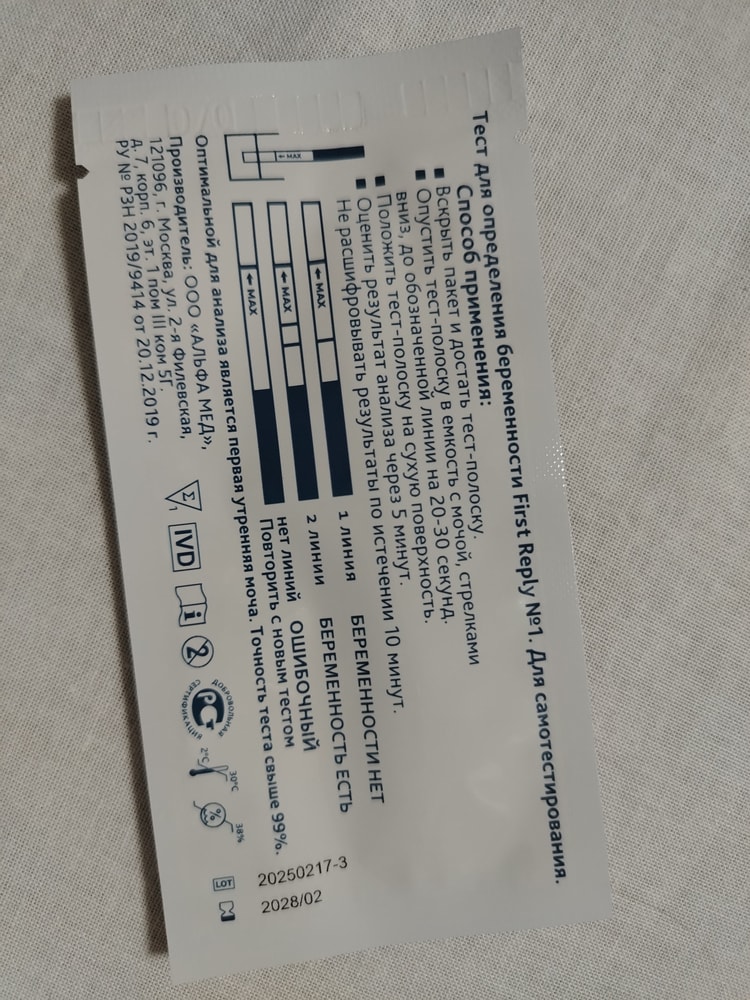 Тест для определения беременности First Reply №1. Для самотестирования.
Способ применения:
Вскрыть пакет и достать тест-полоску.
Опустить тест-полоску в емкость с мочой, стрелками
вниз, до обозначенной линии на 20-30 секунд.
Положить тест-полоску на сухую поверхность.
Оценить результат анализа через 5 минут.
Не расшифровывать результаты по истечении 10 минут.
MAX
MAX
1 линия БЕРЕМЕННОСТИ НЕТ
MAX
2 линии БЕРЕМЕННОСТЬ ЕСТЬ
MAX
нет линий ОШИБОЧНЫЙ
Повторить с новым тестом
Оптимальной для анализа является первая утренняя моча. Точность теста свыше 99%.
Производитель: ООО «АЛЬФА МЕД»,
121096, г. Москва, ул. 2-я Филевская,
д. 7, корп. 6, эт. 1 пом III ком 5Г.
РУ № РЗН 2019/9414 от 20.12.2019 г.
Σ
1
IVD
i
2
ДОБРОВОЛЬНАЯ
РСТ
СЕРТИФИКАЦИЯ
2°C
30°C
%
38%
LOT 20250217-3
2028/02